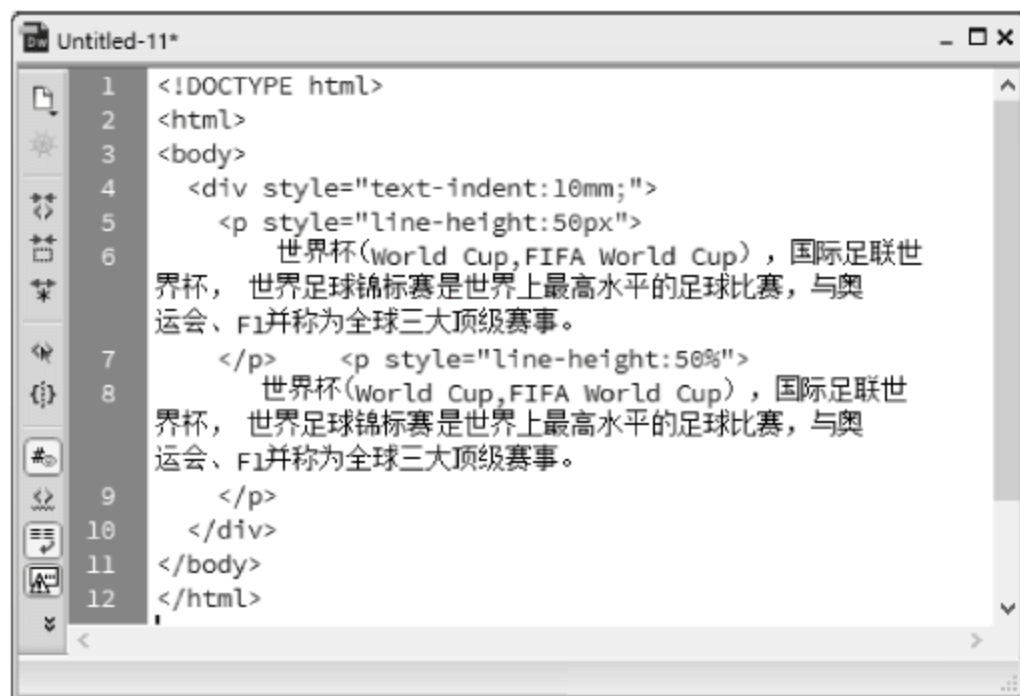 Dw Untitled-11*
1 <!DOCTYPE html>
2 <html>
3 <body>
4 <div style="text-indent:10mm;">
5 <p style="line-height:50px">
6 世界杯(World Cup,FIFA World Cup)，国际足联世
界杯， 世界足球锦标赛是世界上最高水平的足球比赛，与奥
运会、F1并称为全球三大顶级赛事。
7 </p> <p style="line-height:50%">
8 世界杯(World Cup,FIFA World Cup)，国际足联世
界杯， 世界足球锦标赛是世界上最高水平的足球比赛，与奥
运会、F1并称为全球三大顶级赛事。
9 </p>
10 </div>
11 </body>
12 </html>